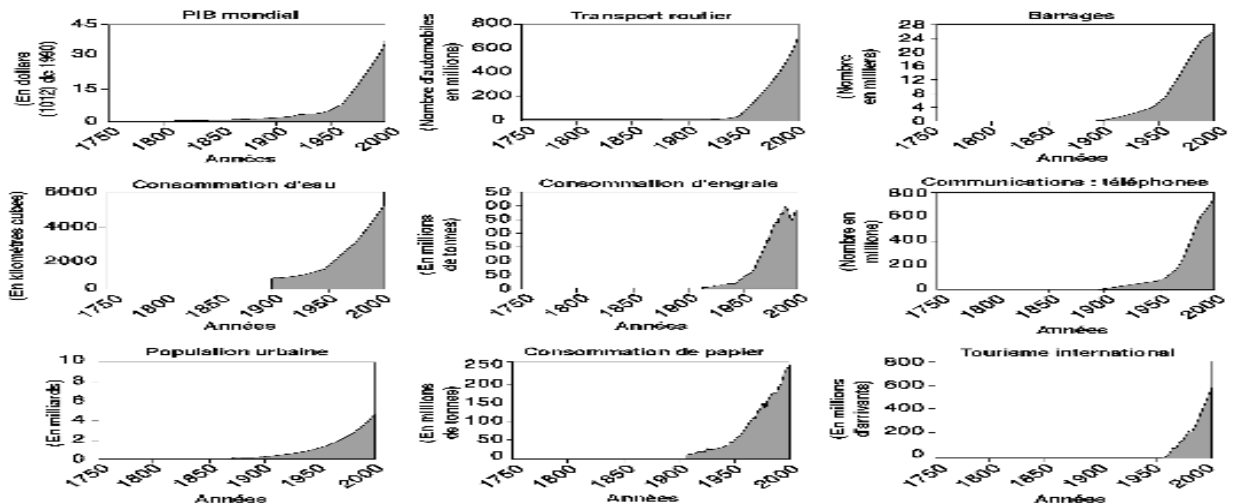 PIB mondial
(En dollars
(1012) de 1990)
45
30
15
0
1750
1800
1850
1900
1950
2000
Années
Transport routier
(Nombre d'automobiles
en millions)
800
600
400
200
0
1750
1800
1850
1900
1950
2000
Années
Barrages
(Nombre
en milliers)
28
24
20
16
12
8
4
0
1750
1800
1850
1900
1950
2000
Années
Consommation d'eau
(En kilomètres cubes)
6000
4000
2000
0
1750
1800
1850
1900
1950
2000
Années
Consommation d'engrais
(En millions
de tonnes)
50
50
0
1750
1800
1850
1900
1950
2000
Années
Communications : téléphones
(Nombre en
millions)
800
600
400
200
0
1750
1800
1850
1900
1950
2000
Années
Population urbaine
(En milliards)
10
8
6
4
2
0
1750
1800
1850
1900
1950
2000
Années
Consommation de papier
(En millions
de tonnes)
250
200
150
100
50
0
1750
1800
1850
1900
1950
2000
Années
Tourisme international
(En millions
d'arrivants)
800
600
400
200
0
1750
1800
1850
1900
1950
2000
Années